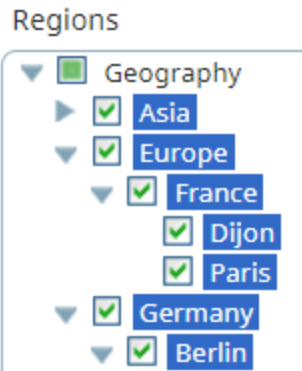 Regions
Geography
Asia
Europe
France
Dijon
Paris
Germany
Berlin